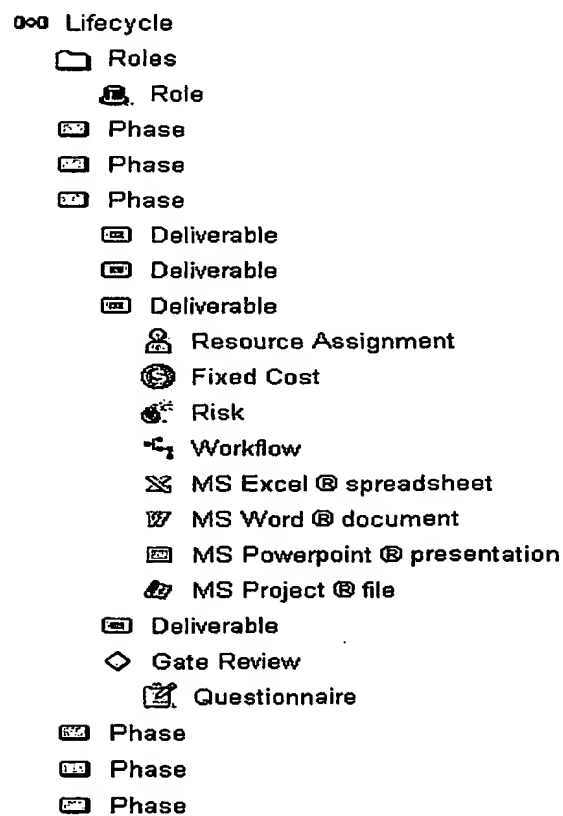 Lifecycle
Roles
Role
Phase
Phase
Phase
Deliverable
Deliverable
Deliverable
Resource Assignment
Fixed Cost
Risk
Workflow
MS Excel ® spreadsheet
MS Word ® document
MS Powerpoint ® presentation
MS Project ® file
Deliverable
Gate Review
Questionnaire
Phase
Phase
Phase